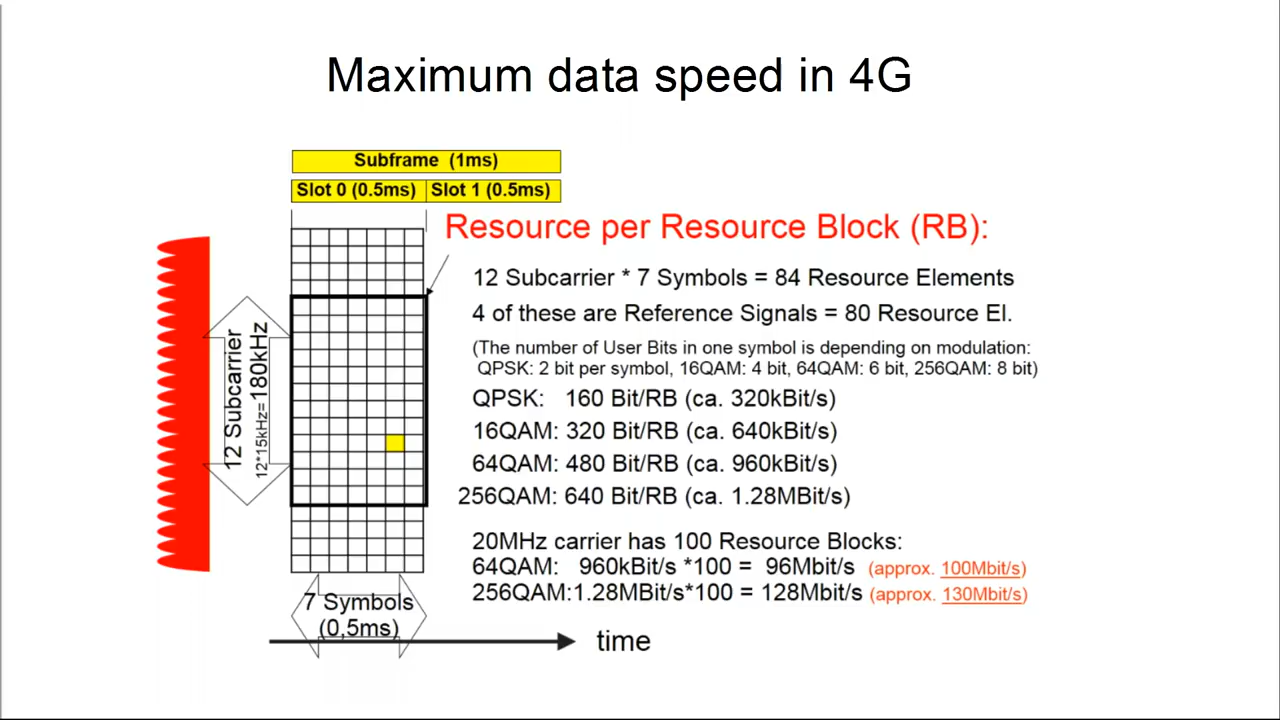 Maximum data speed in 4G
Subframe (1ms)
Slot 0 (0.5ms) Slot 1 (0.5ms)
Resource per Resource Block (RB):
12 Subcarrier * 7 Symbols = 84 Resource Elements
4 of these are Reference Signals = 80 Resource El.
(The number of User Bits in one symbol is depending on modulation:
QPSK: 2 bit per symbol, 16QAM: 4 bit, 64QAM: 6 bit, 256QAM: 8 bit)
QPSK: 160 Bit/RB (ca. 320kBit/s)
16QAM: 320 Bit/RB (ca. 640kBit/s)
64QAM: 480 Bit/RB (ca. 960kBit/s)
256QAM: 640 Bit/RB (ca. 1.28MBit/s)
20MHz carrier has 100 Resource Blocks:
64QAM: 960kBit/s *100 = 96Mbit/s (approx. 100Mbit/s)
256QAM:1.28MBit/s*100 = 128Mbit/s (approx. 130Mbit/s)
12 Subcarrier
12*15kHz=180kHz
7 Symbols
(0,5ms)
time